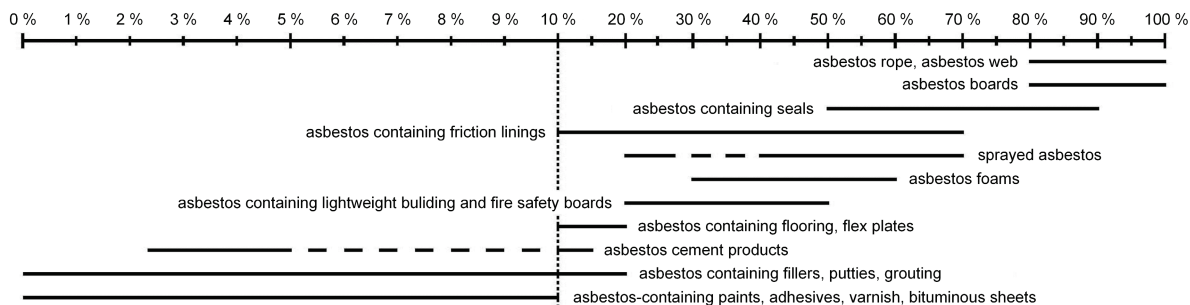 0 % 1 % 2 % 3 % 4 % 5 % 6 % 7 % 8 % 9 % 10 % 20 % 30 % 40 % 50 % 60 % 70 % 80 % 90 % 100 %
asbestos rope, asbestos web
asbestos boards
asbestos containing seals
asbestos containing friction linings
sprayed asbestos
asbestos foams
asbestos containing lightweight buliding and fire safety boards
asbestos containing flooring, flex plates
asbestos cement products
asbestos containing fillers, putties, grouting
asbestos-containing paints, adhesives, varnish, bituminous sheets